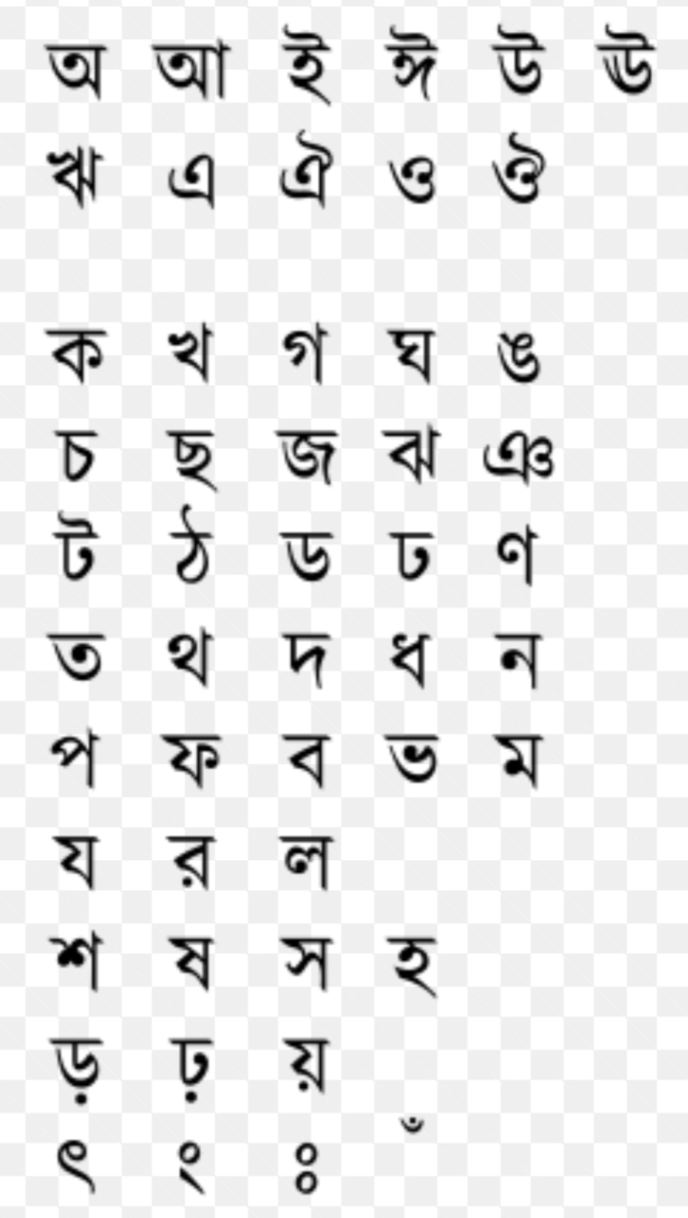 অ আ ই ঈ উ ঊ
ঋ এ ঐ ও ঔ
ক খ গ ঘ ঙ
চ ছ জ ঝ ঞ
ট ঠ ড ঢ ণ
ত থ দ ধ ন
প ফ ব ভ ম
য র ল
শ ষ স হ
ড় ঢ় য়
ৎ ং ঃ ঁ